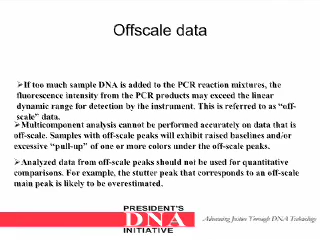 Offscale data
➢If too much sample DNA is added to the PCR reaction mixtures, the
fluorescence intensity from the PCR products may exceed the linear
dynamic range for detection by the instrument. This is referred to as “off-
scale” data.
➢Multicomponent analysis cannot be performed accurately on data that is
off-scale. Samples with off-scale peaks will exhibit raised baselines and/or
excessive “pull-up” of one or more colors under the off-scale peaks.
➢Analyzed data from off-scale peaks should not be used for quantitative
comparisons. For example, the stutter peak that corresponds to an off-scale
main peak is likely to be overestimated.
PRESIDENT'S
DNA
INITIATIVE
Advancing Justice Through DNA Technology